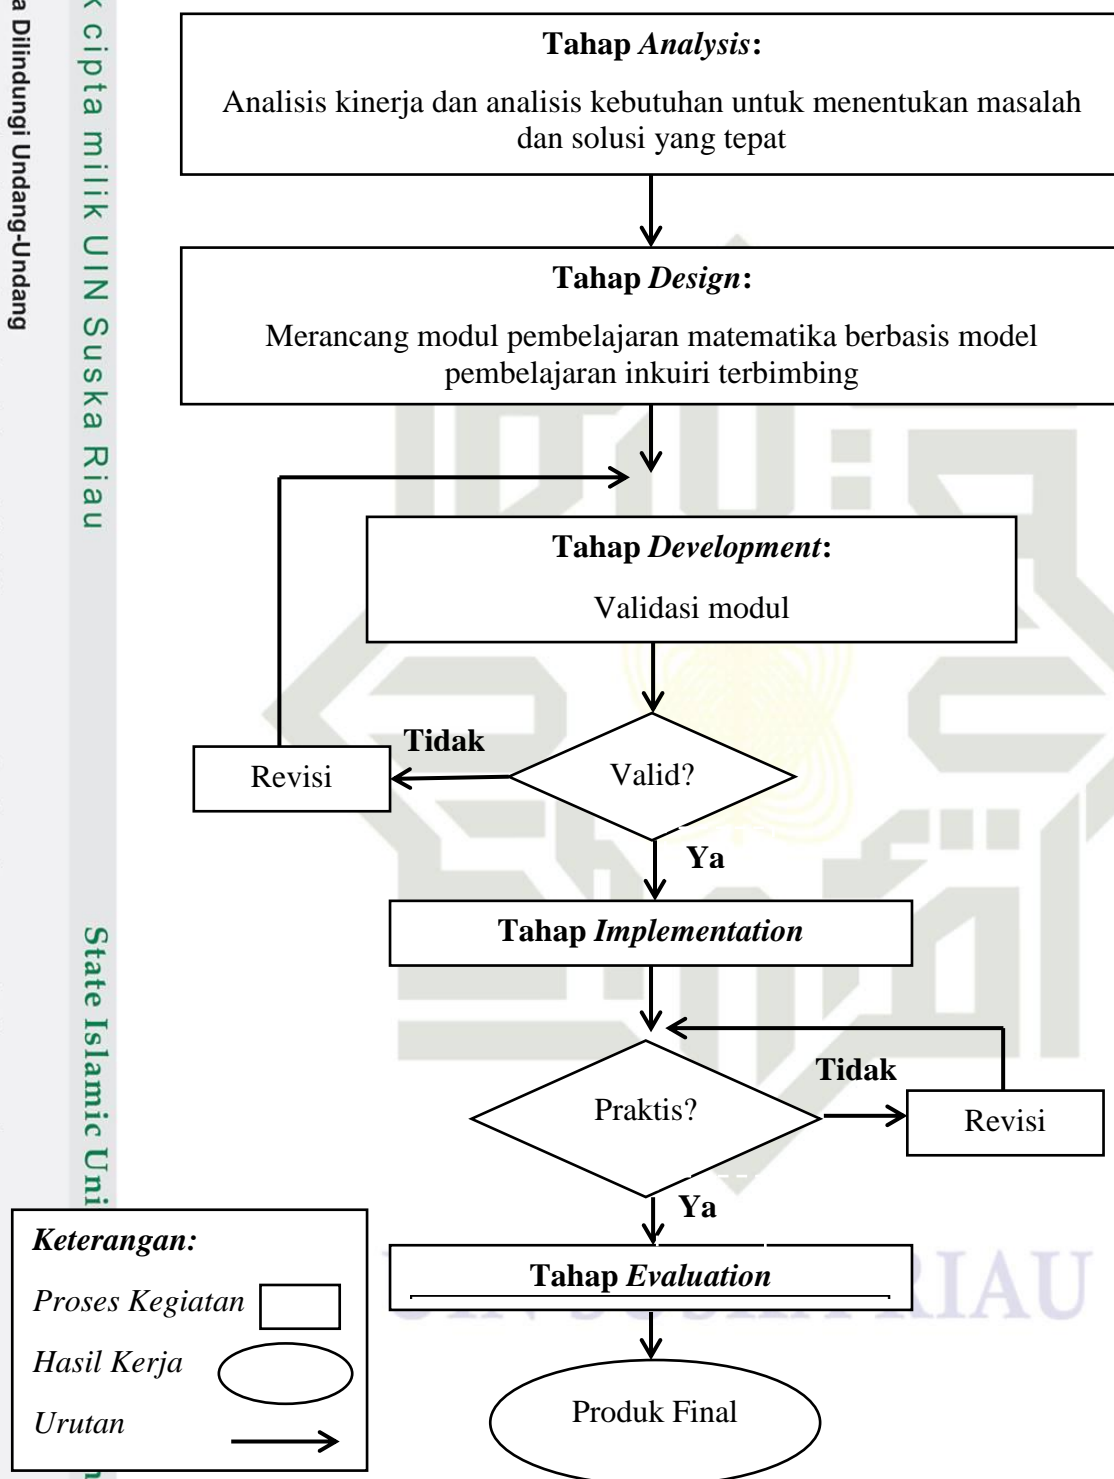 Tahap Analysis:
Analisis kinerja dan analisis kebutuhan untuk menentukan masalah
dan solusi yang tepat
Tahap Design:
Merancang modul pembelajaran matematika berbasis model
pembelajaran inkuiri terbimbing
Tahap Development:
Validasi modul
Tidak
Revisi
Valid?
Ya
Tahap Implementation
Tidak
Praktis?
Revisi
Ya
Tahap Evaluation
Produk Final
Keterangan:
Proses Kegiatan
Hasil Kerja
Urutan
Dilindungi Undang-Undang
cipta milik UIN Suska Riau
State Islamic
RIAU